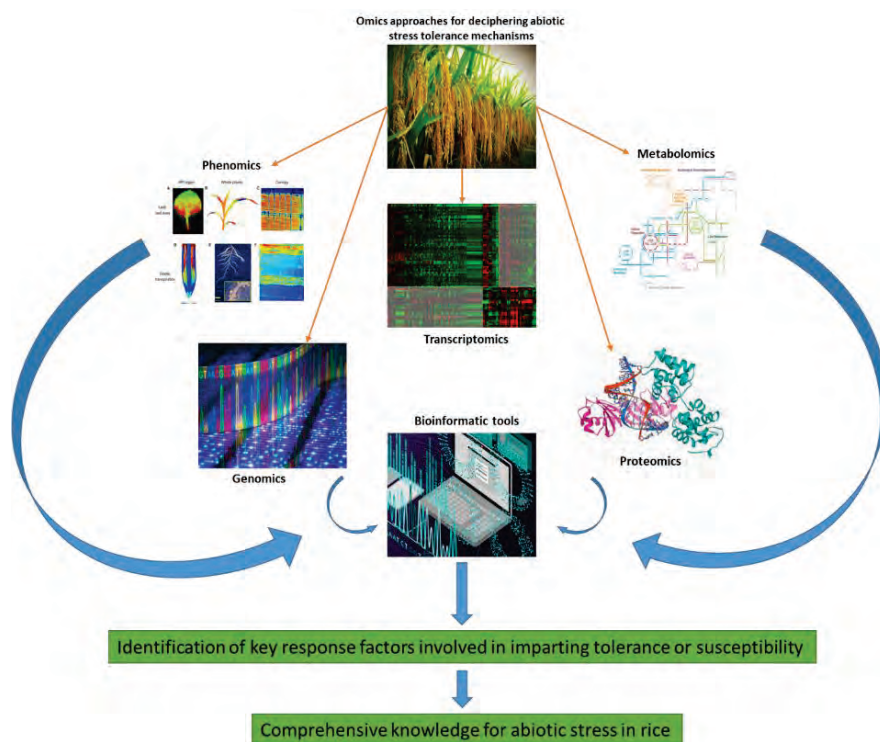 Omics approaches for deciphering abiotic
stress tolerance mechanisms
Phenomics
Metabolomics
Transcriptomics
Genomics
Bioinformatic tools
Proteomics
Identification of key response factors involved in imparting tolerance or susceptibility
Comprehensive knowledge for abiotic stress in rice